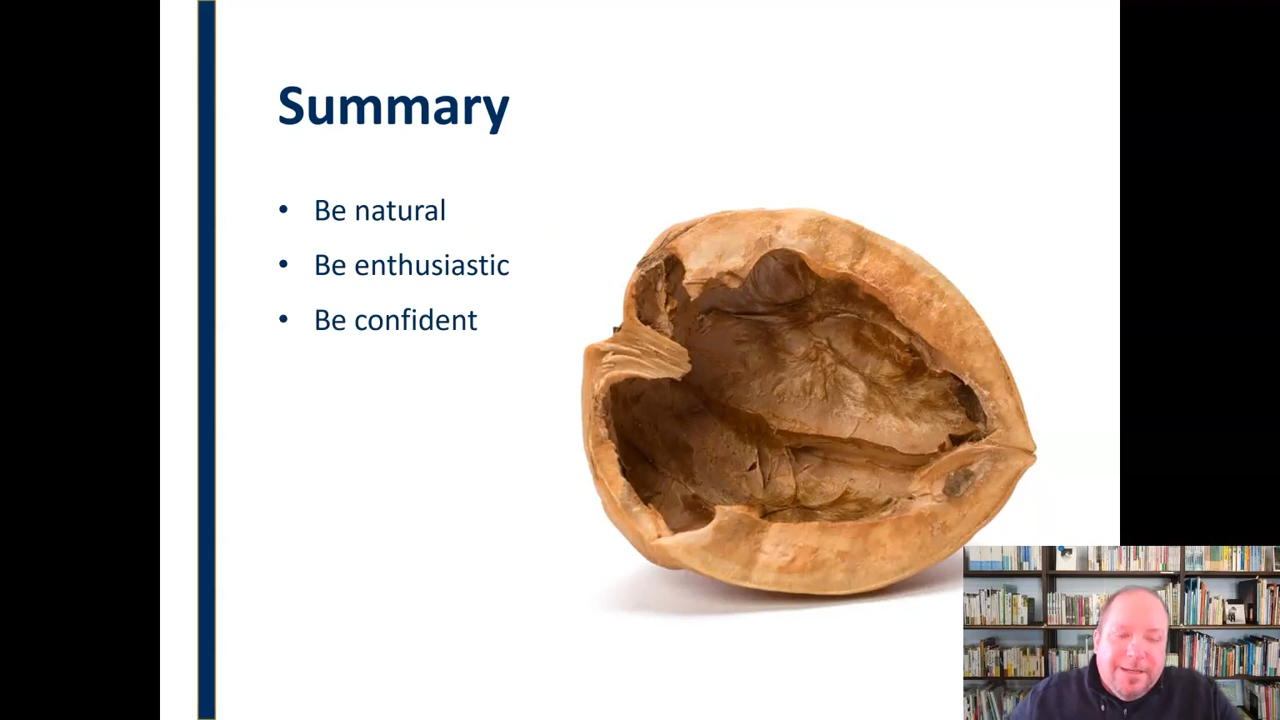 Summary
• Be natural
• Be enthusiastic
• Be confident